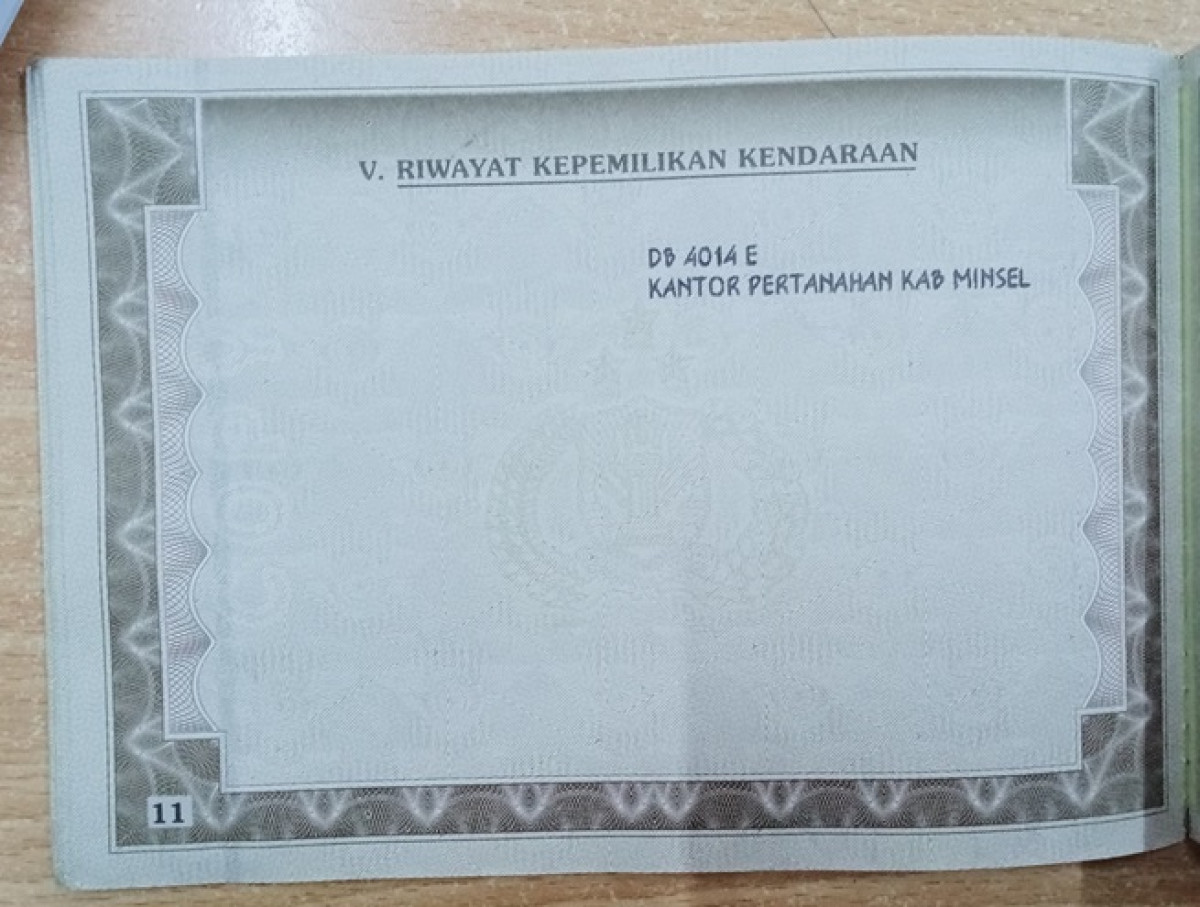 V. RIWAYAT KEPEMILIKAN KENDARAAN
DB 4014 E
KANTOR PERTANAHAN KAB MINSEL
11